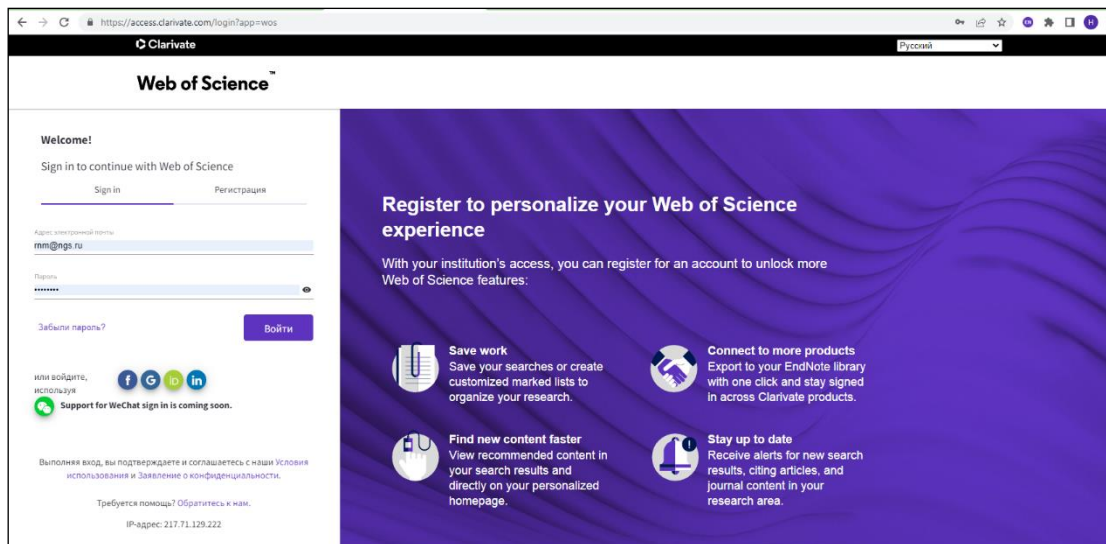 https://access.clarivate.com/login?app=wos
Clarivate
Русский
Web of Science™
Welcome!
Sign in to continue with Web of Science
Sign in
Регистрация
Адрес электронной почты
rnm@ngs.ru
Пароль
••••••••
Забыли пароль?
Войти
или войдите,
используя
Support for WeChat sign in is coming soon.
Выполняя вход, вы подтверждаете и соглашаетесь с наши Условия
использования и Заявление о конфиденциальности.
Требуется помощь? Обратитесь к нам.
IP-адрес: 217.71.129.222
Register to personalize your Web of Science
experience
With your institution's access, you can register for an account to unlock more
Web of Science features:
Save work
Save your searches or create
customized marked lists to
organize your research.
Connect to more products
Export to your EndNote library
with one click and stay signed
in across Clarivate products.
Find new content faster
View recommended content in
your search results and
directly on your personalized
homepage.
Stay up to date
Receive alerts for new search
results, citing articles, and
journal content in your
research area.